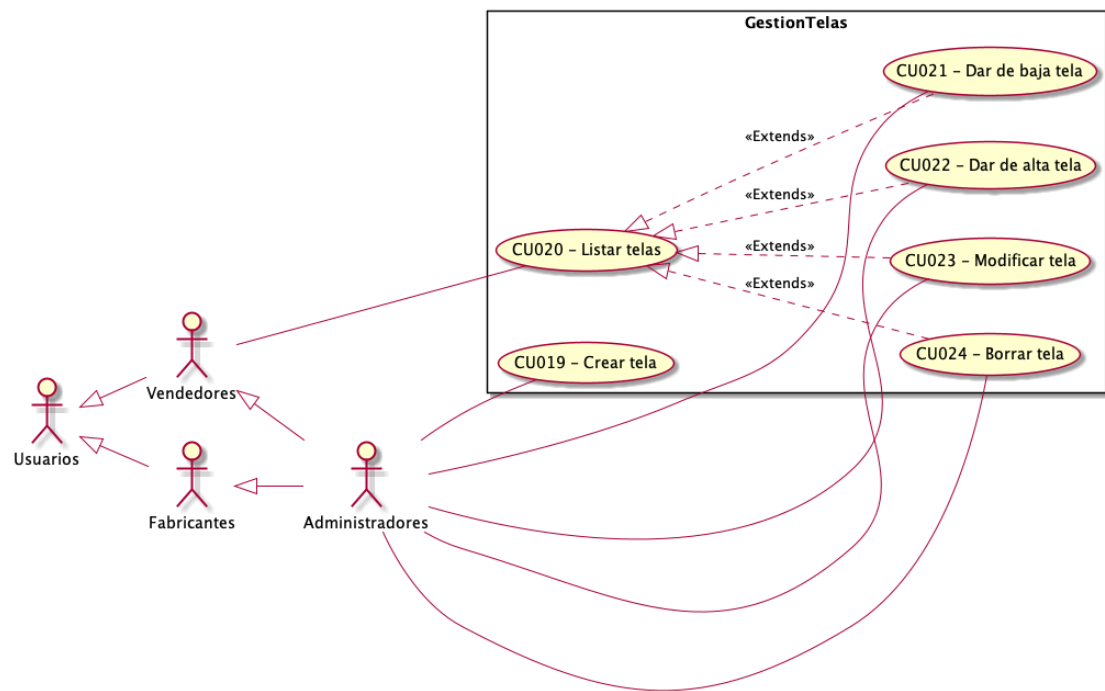 GestionTelas
CU021 – Dar de baja tela
«Extends»
CU022 – Dar de alta tela
«Extends»
CU020 – Listar telas
«Extends»
CU023 – Modificar tela
«Extends»
CU024 – Borrar tela
CU019 – Crear tela
Vendedores
Usuarios
Fabricantes
Administradores